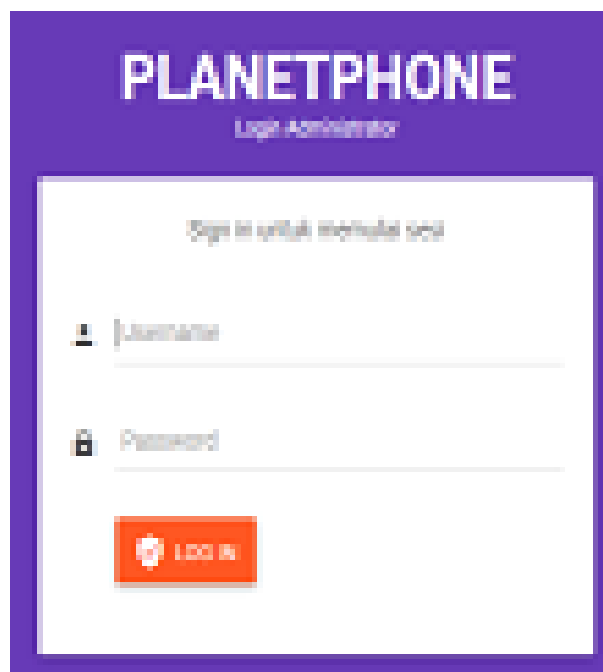 PLANETPHONE
Login Administrator
Sign in untuk memulai sesi
Username
Password
LOG IN